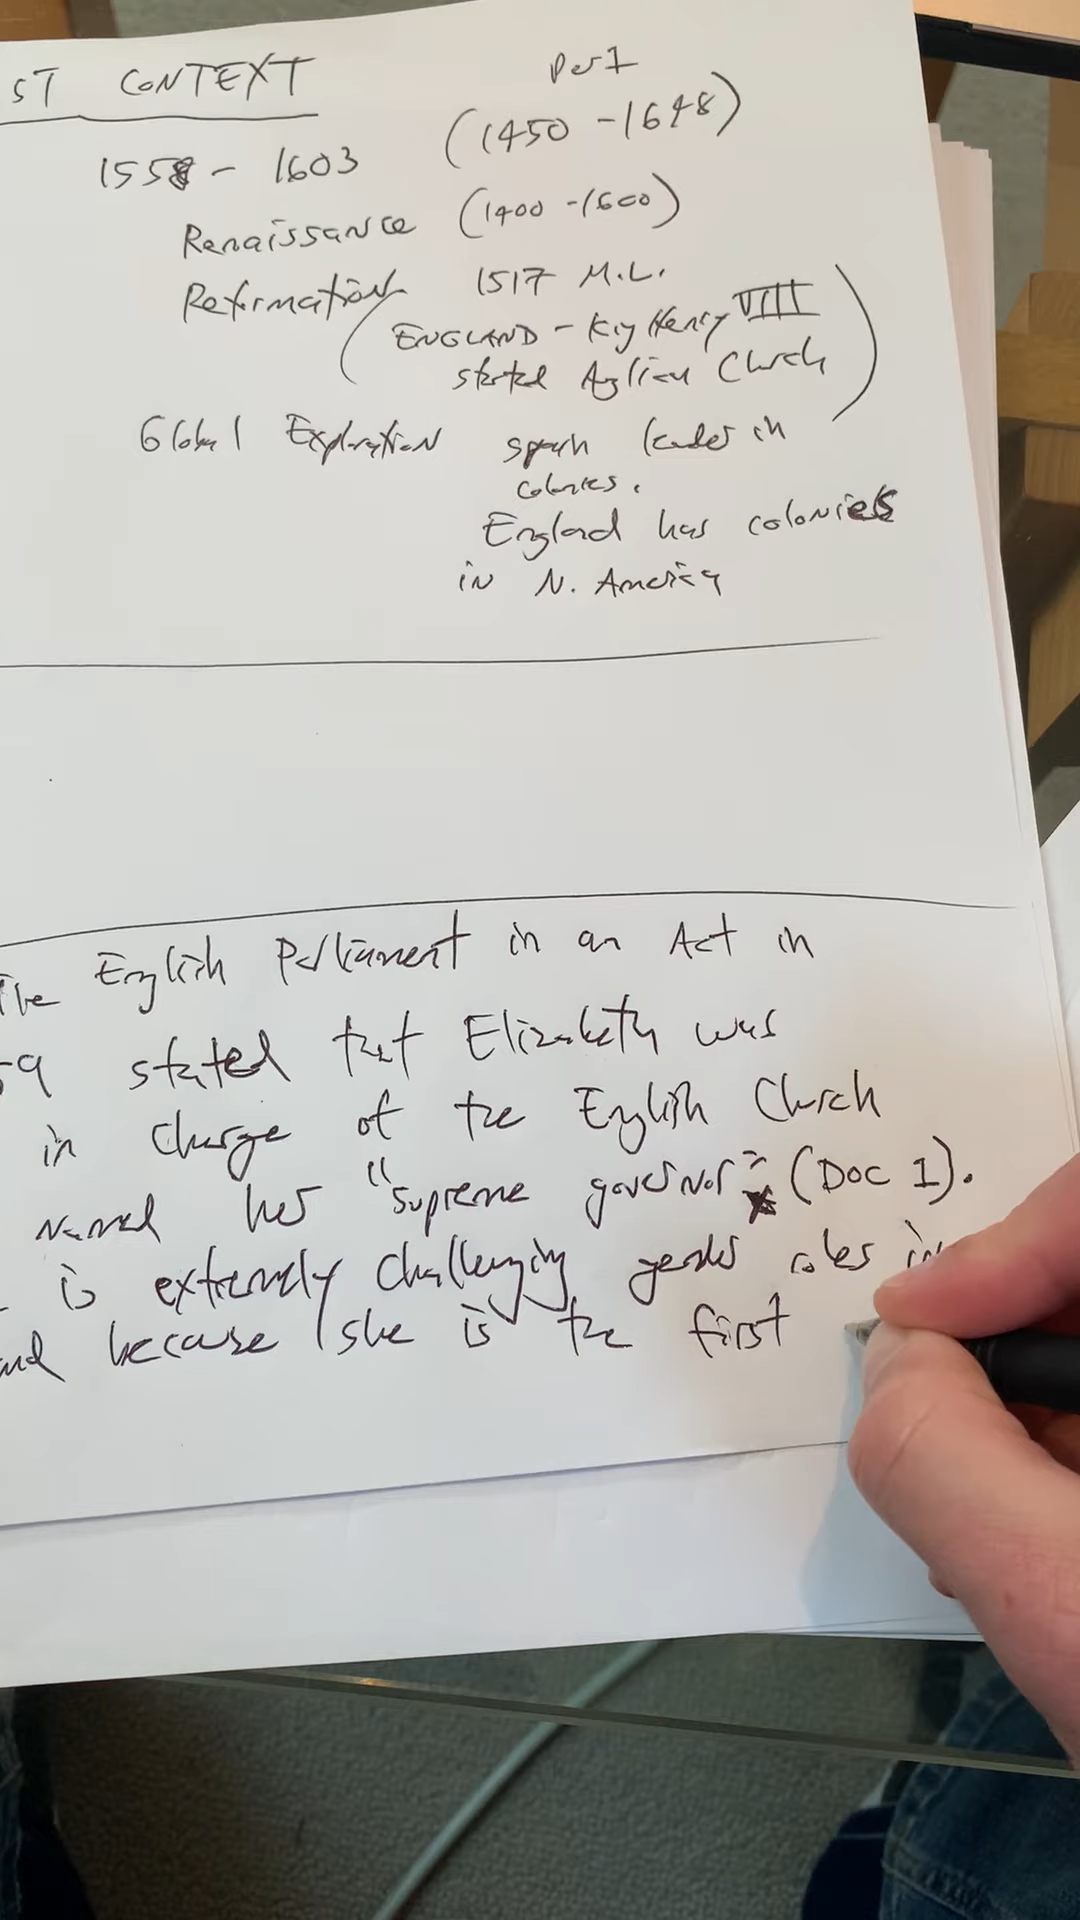 ST CONTEXT
Per 1
1558 - 1603
(1450 - 1648)
Renaissance (1400 - 1600)
Reformation 1517 M.L.
(ENGLAND - King Henry VIII
started Anglican Church)
Global Exploration spain leader in
colonies.
England has colonies
in N. America
The English Parliament in an Act in
59 stated that Elizabeth was
in charge of the English Church
named her "supreme governor" (Doc 1).
is extremely challenging gender roles in
because she is the first